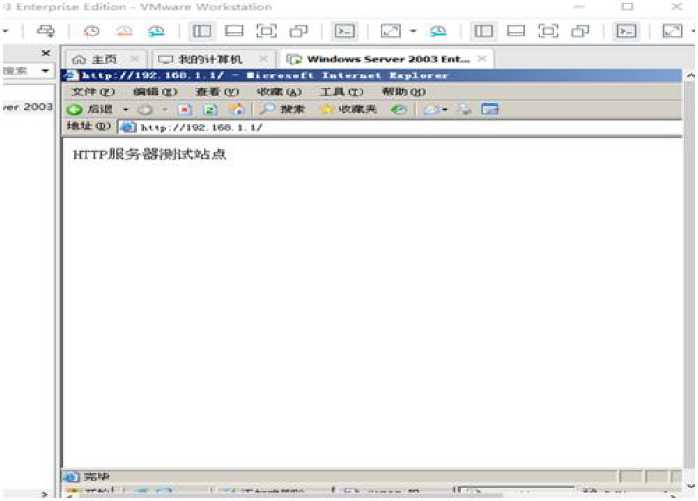 3 Enterprise Edition - VMware Workstation
主页 我的计算机 Windows Server 2003 Ent...
搜索
http://192.168.1.1/ - Microsoft Internet Explorer
文件(F) 编辑(E) 查看(V) 收藏(A) 工具(T) 帮助(H)
ver 2003
后退 搜索 收藏夹
地址(D) http://192.168.1.1/
HTTP服务器测试站点
完毕